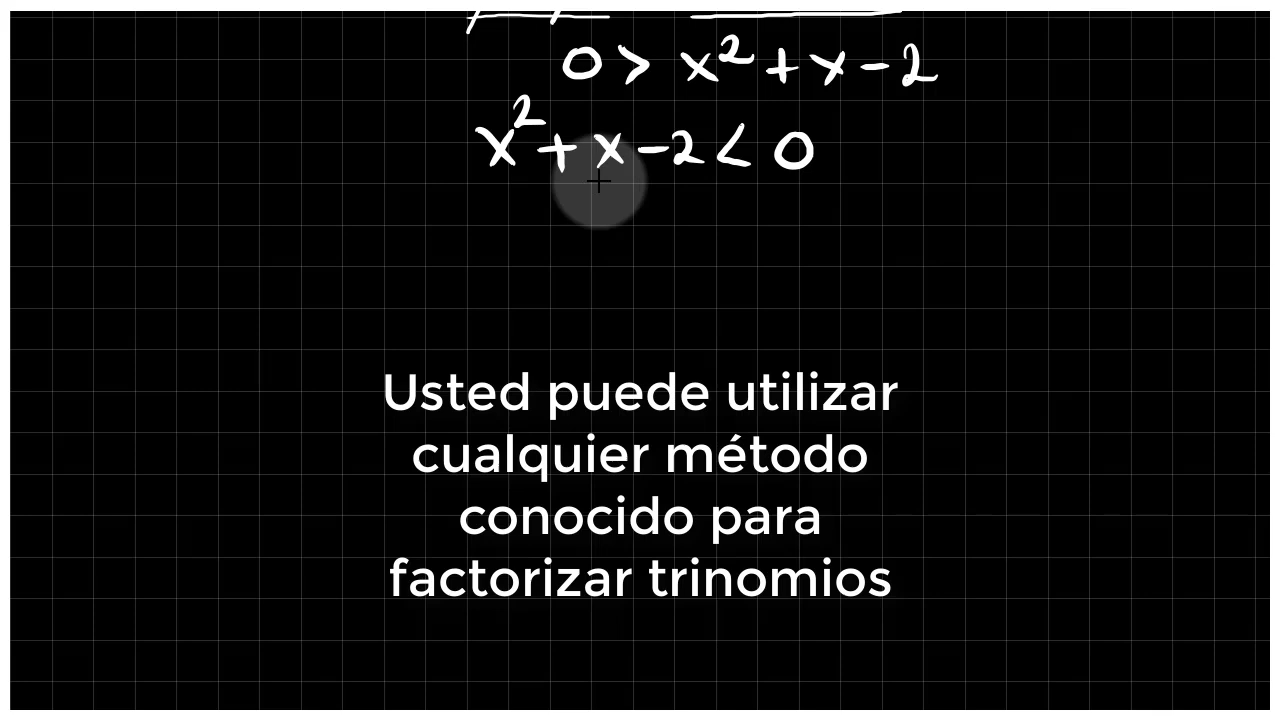 0 > x² + x - 2
x² + x - 2 < 0
Usted puede utilizar
cualquier método
conocido para
factorizar trinomios